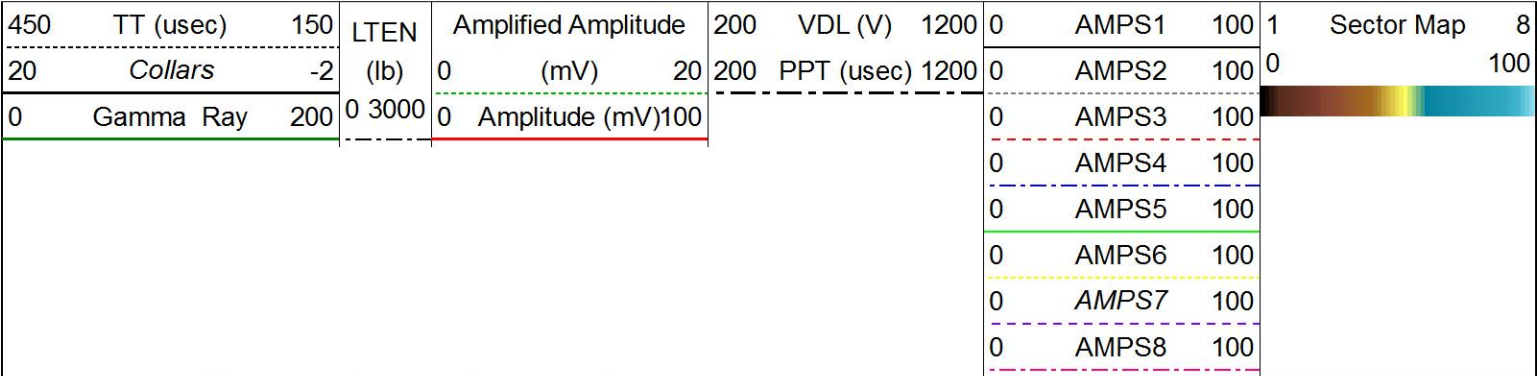 450 TT (usec) 150
20 Collars -2
0 Gamma Ray 200
LTEN
(lb)
0 3000
Amplified Amplitude
0 (mV) 20
0 Amplitude (mV)100
200 VDL (V) 1200
200 PPT (usec) 1200
0 AMPS1 100
0 AMPS2 100
0 AMPS3 100
0 AMPS4 100
0 AMPS5 100
0 AMPS6 100
0 AMPS7 100
0 AMPS8 100
1 Sector Map 8
0 100